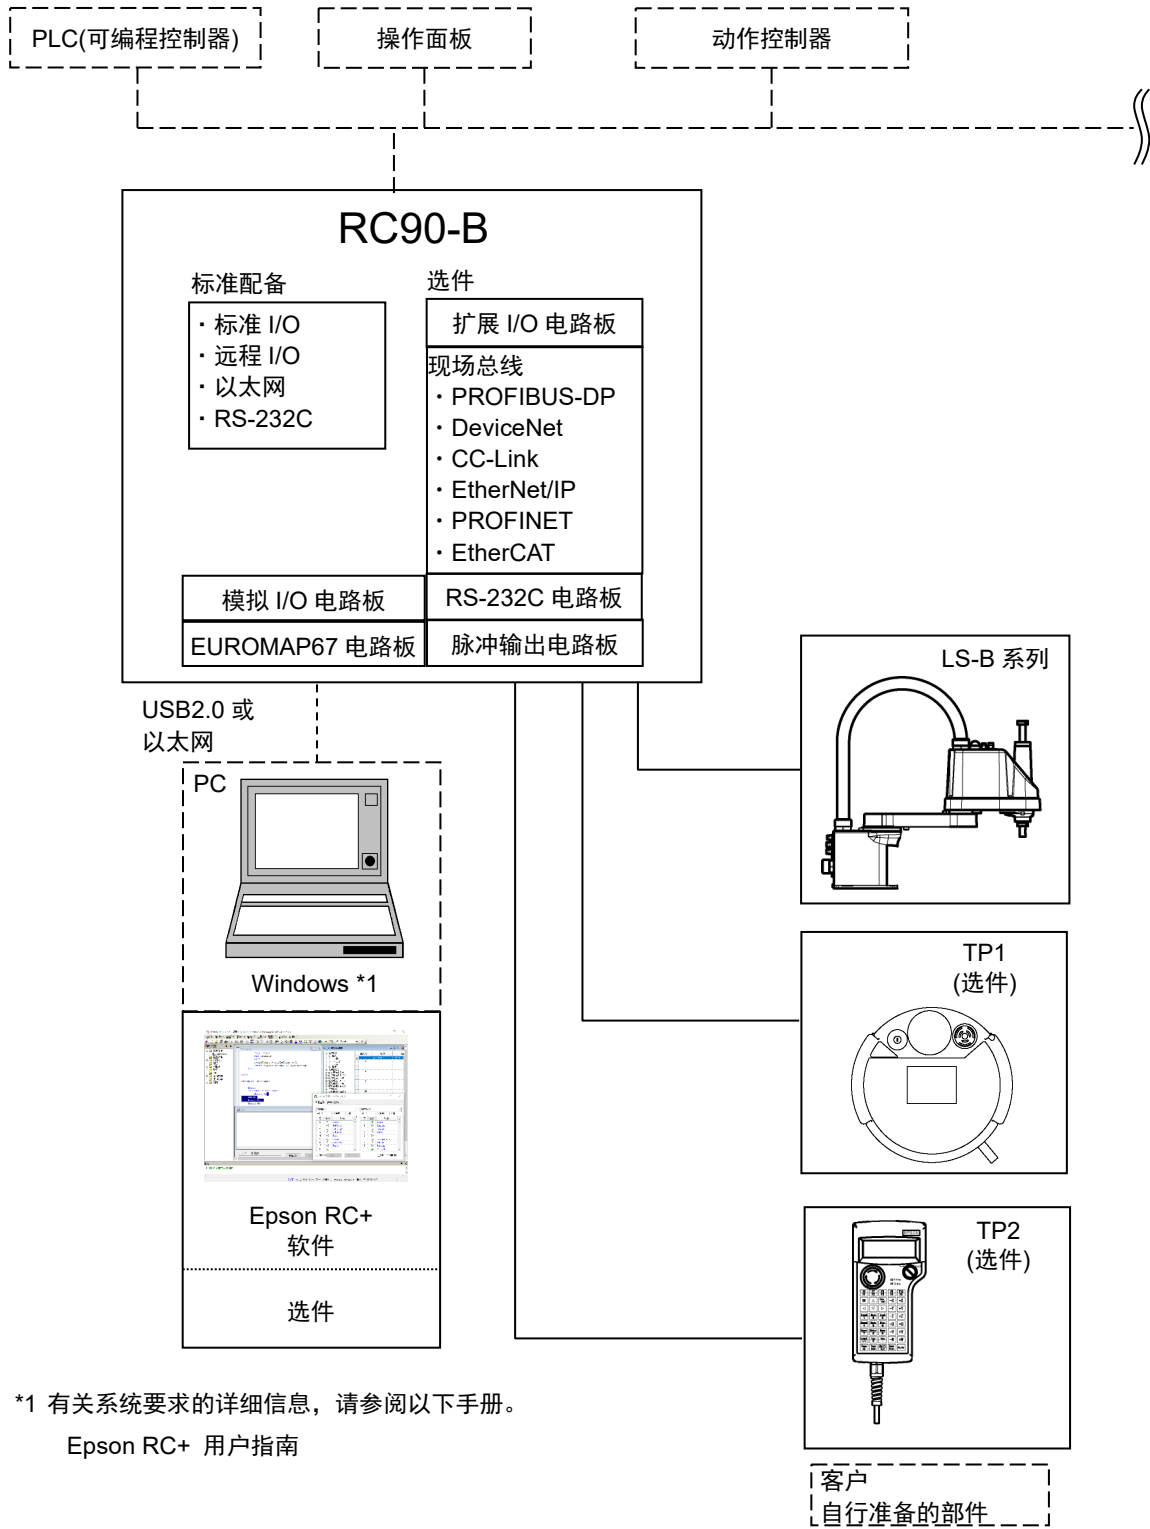 PLC(可编程控制器)
操作面板
动作控制器
RC90-B
标准配备
・标准 I/O
・远程 I/O
・以太网
・RS-232C
选件
扩展 I/O 电路板
现场总线
・PROFIBUS-DP
・DeviceNet
・CC-Link
・EtherNet/IP
・PROFINET
・EtherCAT
模拟 I/O 电路板
RS-232C 电路板
EUROMAP67 电路板
脉冲输出电路板
LS-B 系列
USB2.0 或
以太网
PC
Windows *1
TP1
(选件)
Epson RC+
软件
选件
TP2
(选件)
*1 有关系统要求的详细信息，请参阅以下手册。
Epson RC+ 用户指南
客户
自行准备的部件